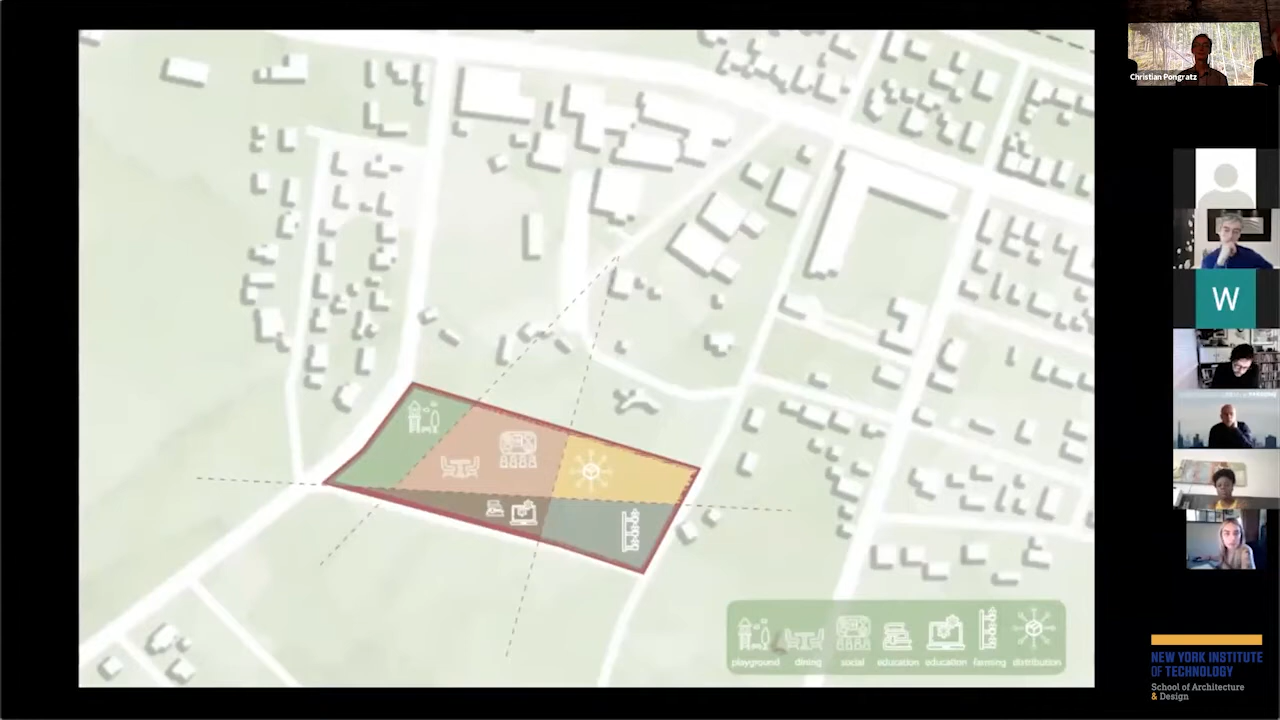 Christian Pongratz
W
playground dining social education education farming distribution
NEW YORK INSTITUTE
OF TECHNOLOGY
School of Architecture
& Design